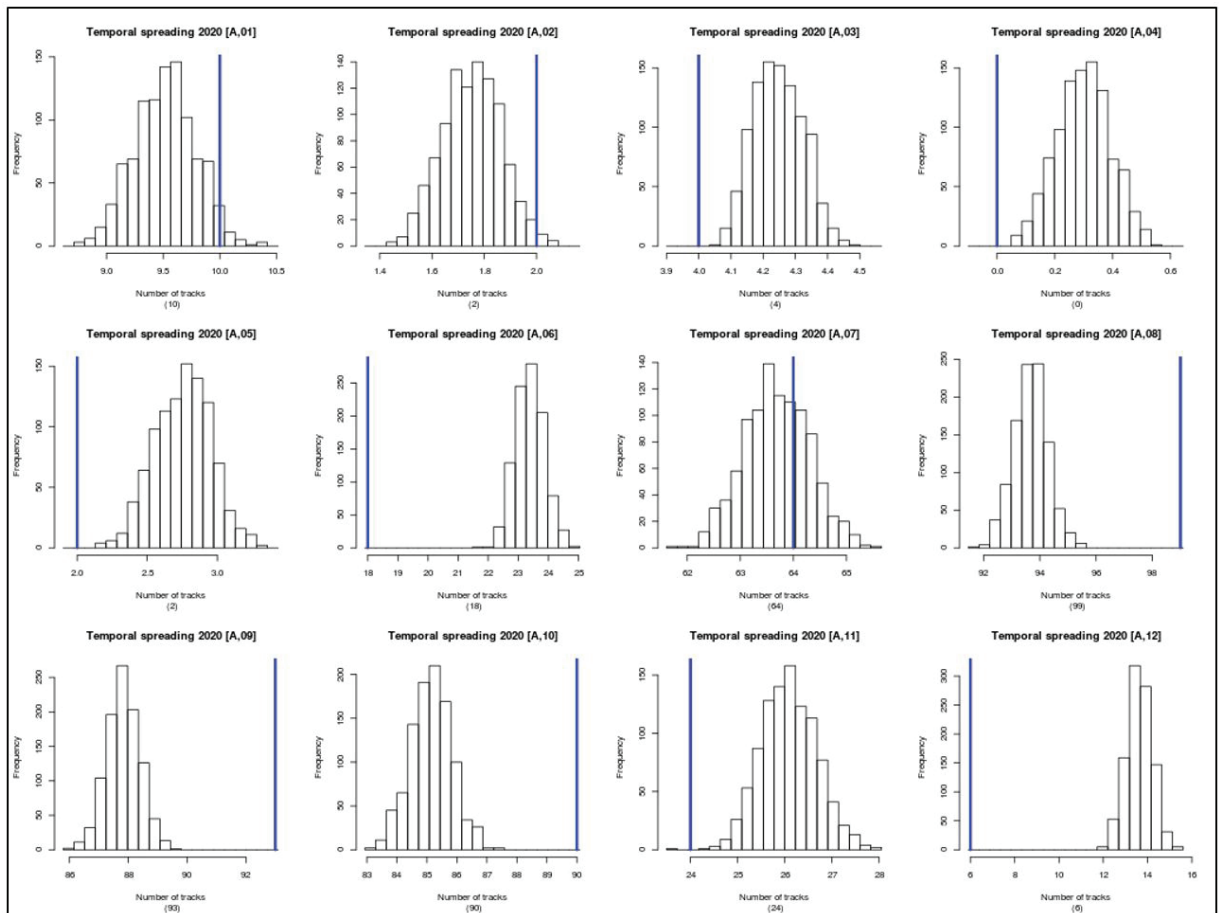 Temporal spreading 2020 [A,01]
Frequency
0 50 100 150
9.0 9.5 10.0 10.5
Number of tracks
(10)
Temporal spreading 2020 [A,02]
Frequency
0 20 40 60 80 100 120 140
1.4 1.6 1.8 2.0
Number of tracks
(2)
Temporal spreading 2020 [A,03]
Frequency
0 50 100 150
3.9 4.0 4.1 4.2 4.3 4.4 4.5
Number of tracks
(4)
Temporal spreading 2020 [A,04]
Frequency
0 50 100 150
0.0 0.2 0.4 0.6
Number of tracks
(0)
Temporal spreading 2020 [A,05]
Frequency
0 50 100 150
2.0 2.5 3.0
Number of tracks
(2)
Temporal spreading 2020 [A,06]
Frequency
0 50 100 150 200 250
18 19 20 21 22 23 24 25
Number of tracks
(18)
Temporal spreading 2020 [A,07]
Frequency
0 20 40 60 80 100 120 140
62 63 64 65
Number of tracks
(64)
Temporal spreading 2020 [A,08]
Frequency
0 50 100 150 200 250
92 94 96 98
Number of tracks
(99)
Temporal spreading 2020 [A,09]
Frequency
0 50 100 150 200 250
86 88 90 92
Number of tracks
(93)
Temporal spreading 2020 [A,10]
Frequency
0 50 100 150 200
83 84 85 86 87 88 89 90
Number of tracks
(90)
Temporal spreading 2020 [A,11]
Frequency
0 50 100 150
24 25 26 27 28
Number of tracks
(24)
Temporal spreading 2020 [A,12]
Frequency
0 50 100 150 200 250 300
6 8 10 12 14 16
Number of tracks
(6)